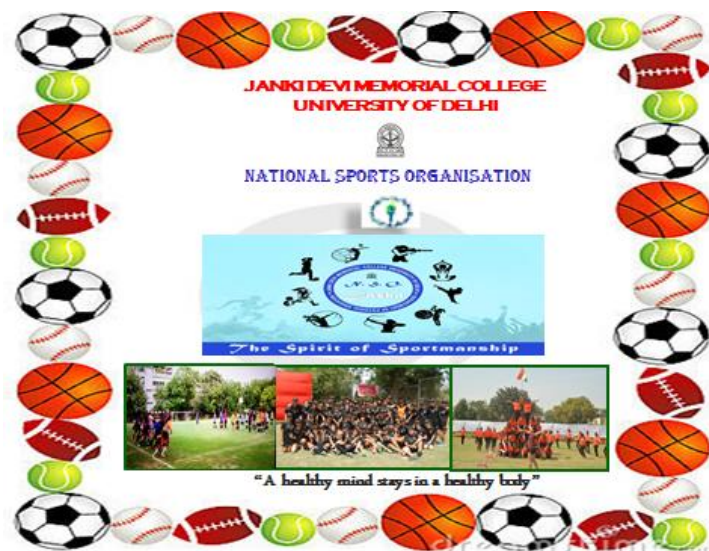 JANKI DEVI MEMORIAL COLLEGE
UNIVERSITY OF DELHI
NATIONAL SPORTS ORGANISATION
N.S.O.
The Spirit of Sportmanship
“A healthy mind stays in a healthy body”